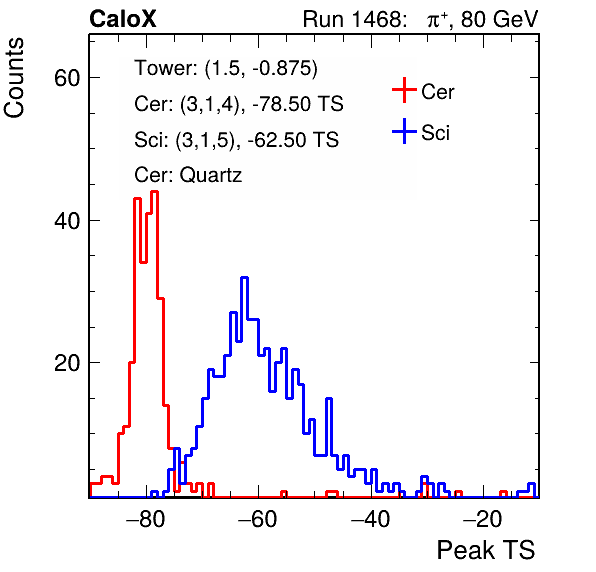 CaloX Run 1468: π⁺, 80 GeV
Counts
Tower: (1.5, -0.875)
Cer: (3,1,4), -78.50 TS
Sci: (3,1,5), -62.50 TS
Cer: Quartz
Cer
Sci
60
40
20
−80 −60 −40 −20
Peak TS